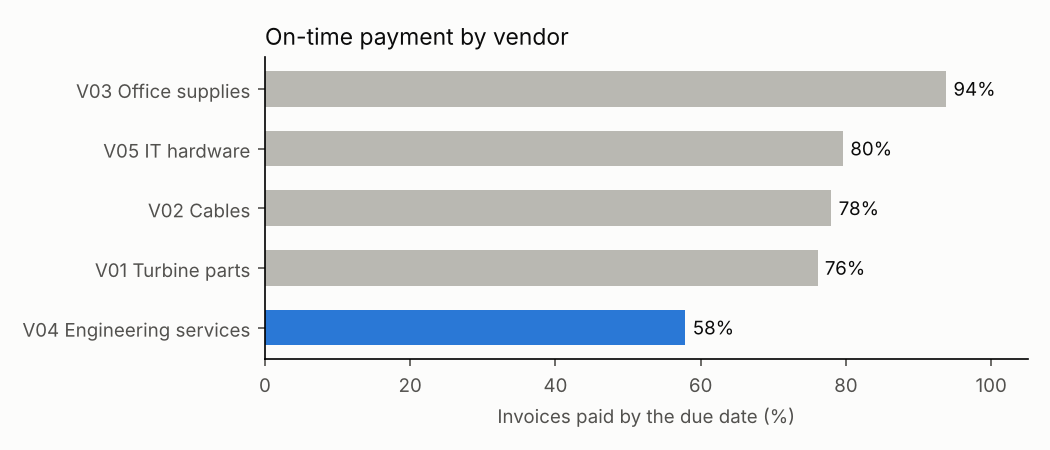 On-time payment by vendor
V03 Office supplies 94%
V05 IT hardware 80%
V02 Cables 78%
V01 Turbine parts 76%
V04 Engineering services 58%
0 20 40 60 80 100
Invoices paid by the due date (%)